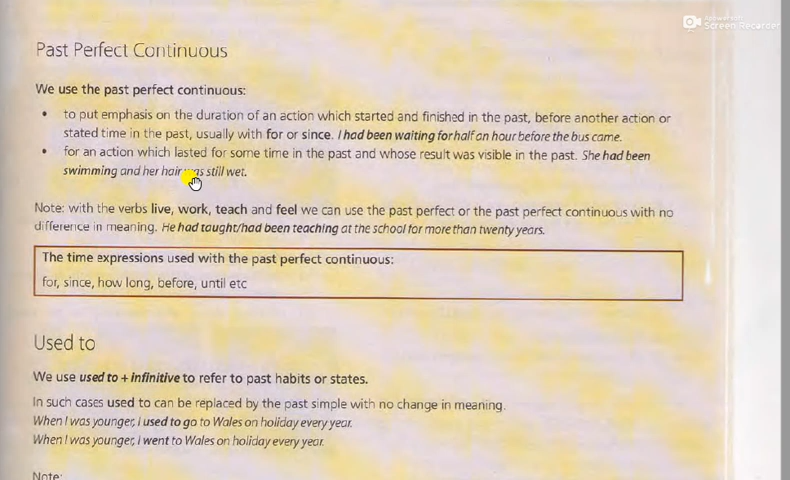 Screen Recorder
Past Perfect Continuous
We use the past perfect continuous:
• to put emphasis on the duration of an action which started and finished in the past, before another action or
stated time in the past, usually with for or since. I had been waiting for half an hour before the bus came.
• for an action which lasted for some time in the past and whose result was visible in the past. She had been
swimming and her hair was still wet.
Note: with the verbs live, work, teach and feel we can use the past perfect or the past perfect continuous with no
difference in meaning. He had taught/had been teaching at the school for more than twenty years.
The time expressions used with the past perfect continuous:
for, since, how long, before, until etc
Used to
We use used to + infinitive to refer to past habits or states.
In such cases used to can be replaced by the past simple with no change in meaning.
When I was younger, I used to go to Wales on holiday every year.
When I was younger, I went to Wales on holiday every year.
Note: